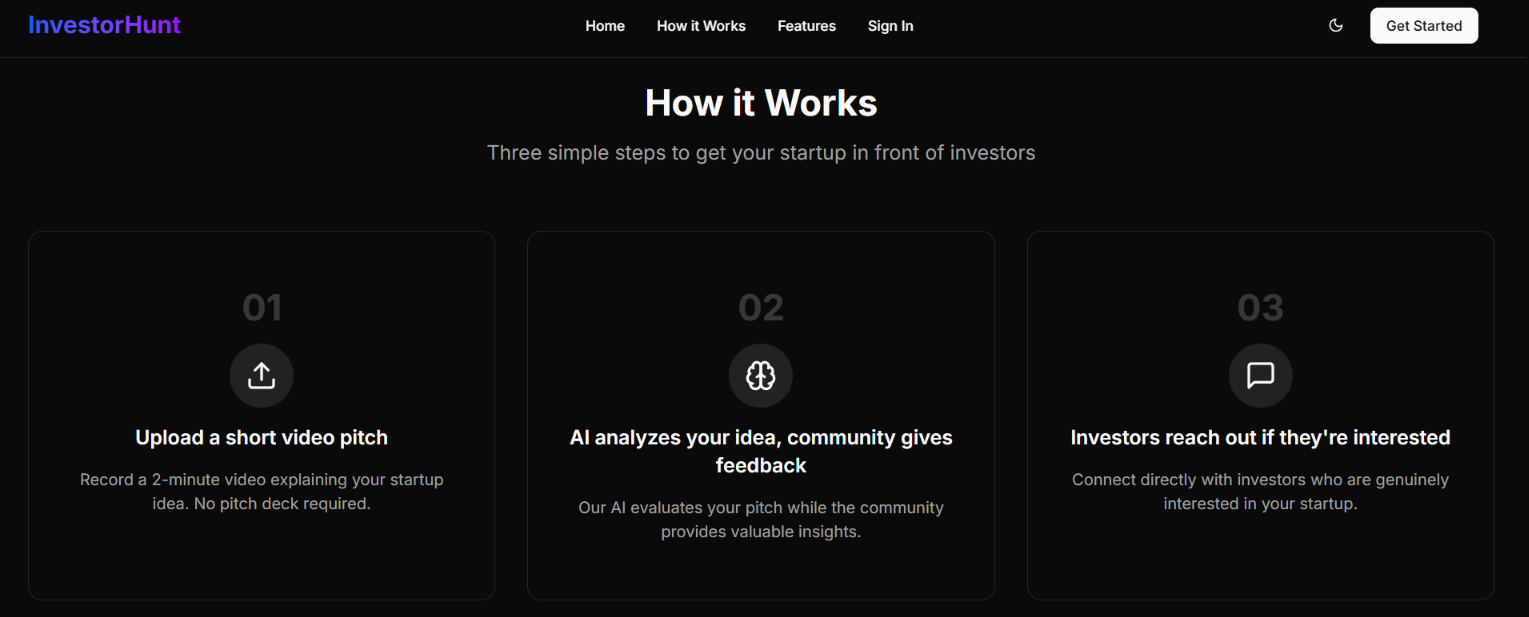 InvestorHunt
Home How it Works Features Sign In
Get Started
How it Works
Three simple steps to get your startup in front of investors
01
Upload a short video pitch
Record a 2-minute video explaining your startup
idea. No pitch deck required.
02
AI analyzes your idea, community gives
feedback
Our AI evaluates your pitch while the community
provides valuable insights.
03
Investors reach out if they're interested
Connect directly with investors who are genuinely
interested in your startup.